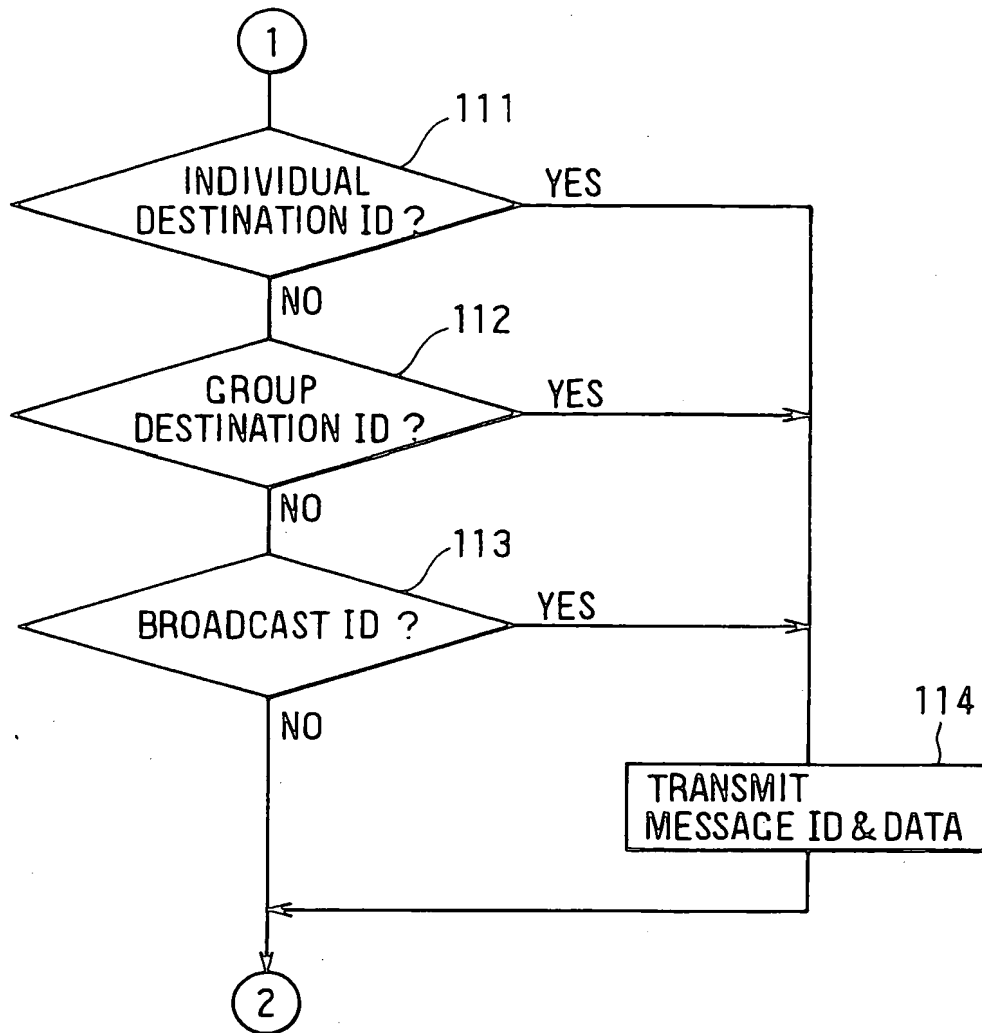 1
111
INDIVIDUAL
DESTINATION ID ?
YES
NO
112
GROUP
DESTINATION ID ?
YES
NO
113
BROADCAST ID ?
YES
NO
114
TRANSMIT
MESSAGE ID & DATA
2